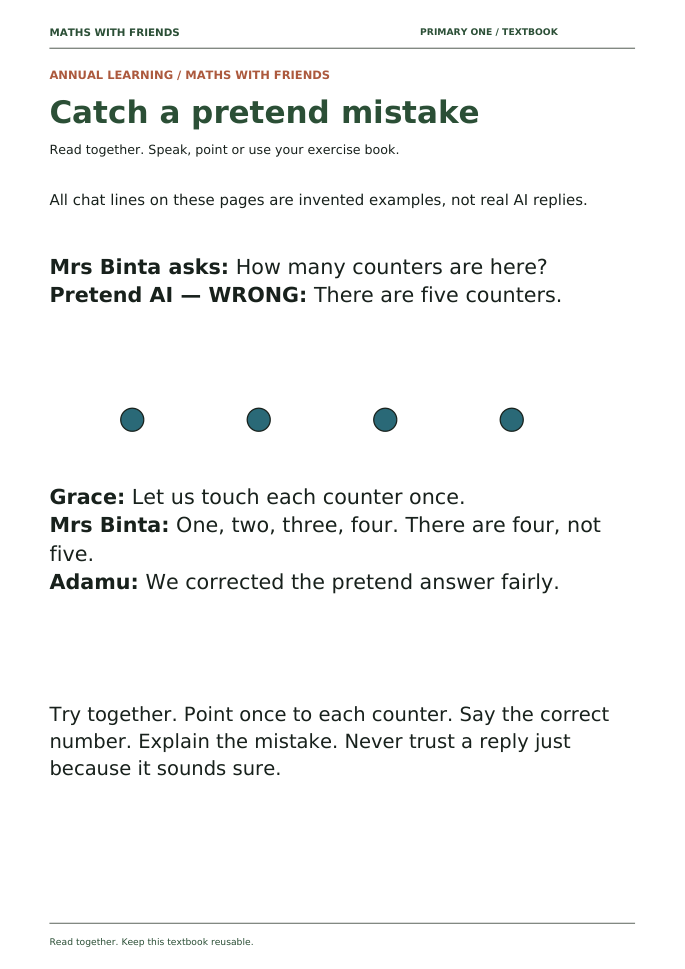 MATHS WITH FRIENDS
PRIMARY ONE / TEXTBOOK
ANNUAL LEARNING / MATHS WITH FRIENDS
Catch a pretend mistake
Read together. Speak, point or use your exercise book.
All chat lines on these pages are invented examples, not real AI replies.
Mrs Binta asks: How many counters are here?
Pretend AI — WRONG: There are five counters.
Grace: Let us touch each counter once.
Mrs Binta: One, two, three, four. There are four, not
five.
Adamu: We corrected the pretend answer fairly.
Try together. Point once to each counter. Say the correct
number. Explain the mistake. Never trust a reply just
because it sounds sure.
Read together. Keep this textbook reusable.